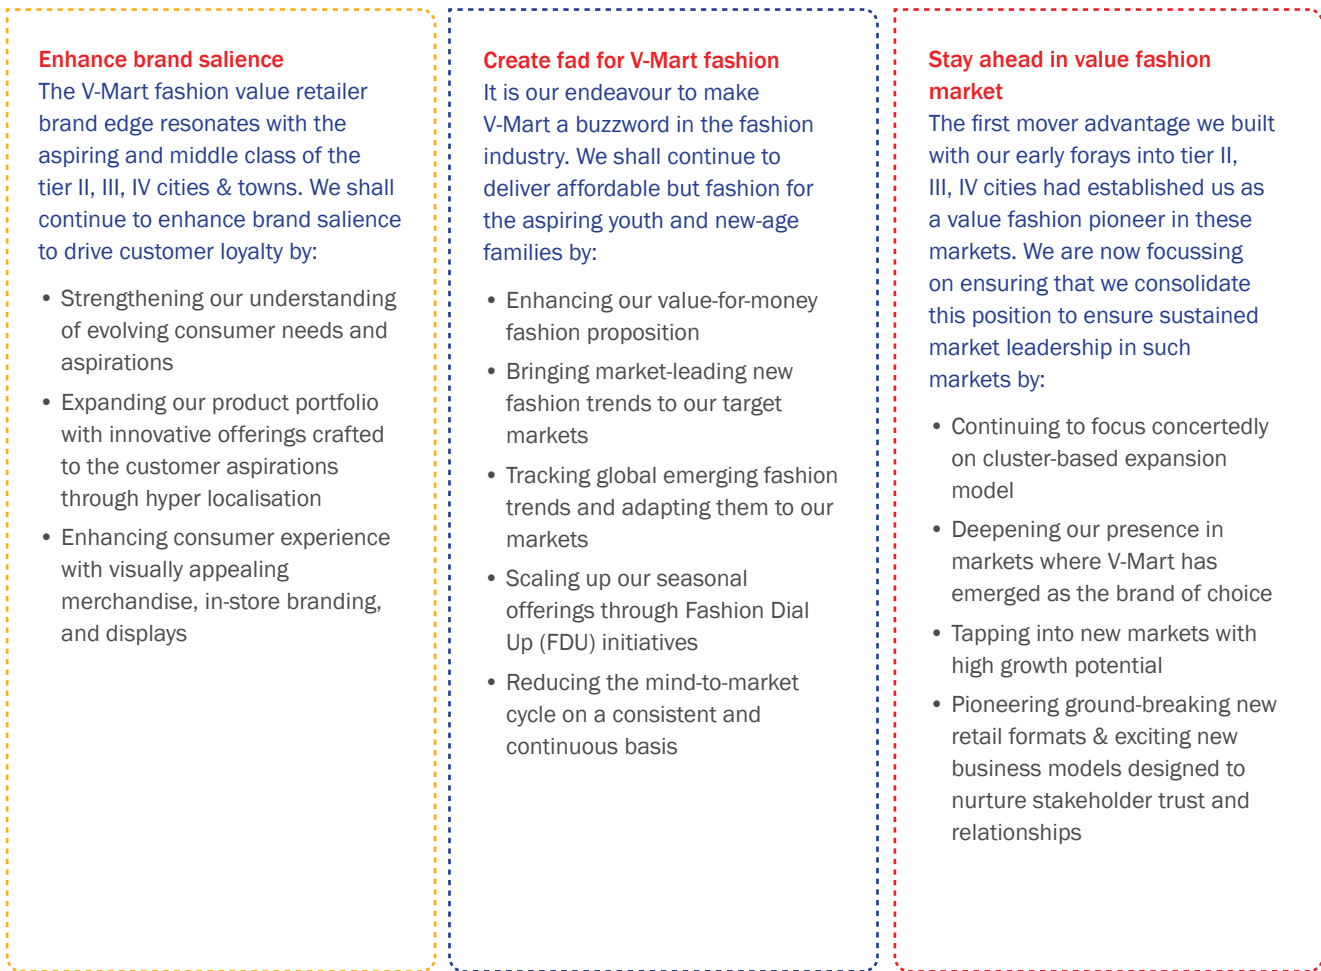 Enhance brand salience
The V-Mart fashion value retailer
brand edge resonates with the
aspiring and middle class of the
tier II, III, IV cities & towns. We shall
continue to enhance brand salience
to drive customer loyalty by:
• Strengthening our understanding
of evolving consumer needs and
aspirations
• Expanding our product portfolio
with innovative offerings crafted
to the customer aspirations
through hyper localisation
• Enhancing consumer experience
with visually appealing
merchandise, in-store branding,
and displays
Create fad for V-Mart fashion
It is our endeavour to make
V-Mart a buzzword in the fashion
industry. We shall continue to
deliver affordable but fashion for
the aspiring youth and new-age
families by:
• Enhancing our value-for-money
fashion proposition
• Bringing market-leading new
fashion trends to our target
markets
• Tracking global emerging fashion
trends and adapting them to our
markets
• Scaling up our seasonal
offerings through Fashion Dial
Up (FDU) initiatives
• Reducing the mind-to-market
cycle on a consistent and
continuous basis
Stay ahead in value fashion
market
The first mover advantage we built
with our early forays into tier II,
III, IV cities had established us as
a value fashion pioneer in these
markets. We are now focussing
on ensuring that we consolidate
this position to ensure sustained
market leadership in such
markets by:
• Continuing to focus concertedly
on cluster-based expansion
model
• Deepening our presence in
markets where V-Mart has
emerged as the brand of choice
• Tapping into new markets with
high growth potential
• Pioneering ground-breaking new
retail formats & exciting new
business models designed to
nurture stakeholder trust and
relationships